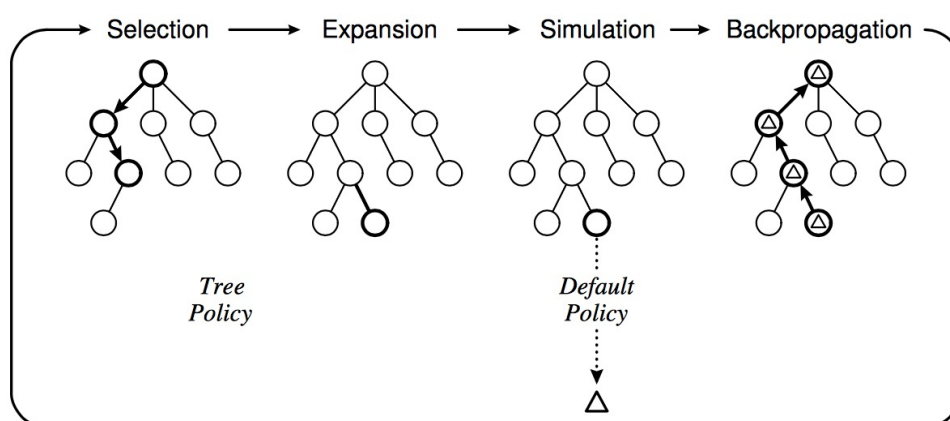 Selection
Expansion
Simulation
Backpropagation
Tree
Policy
Default
Policy